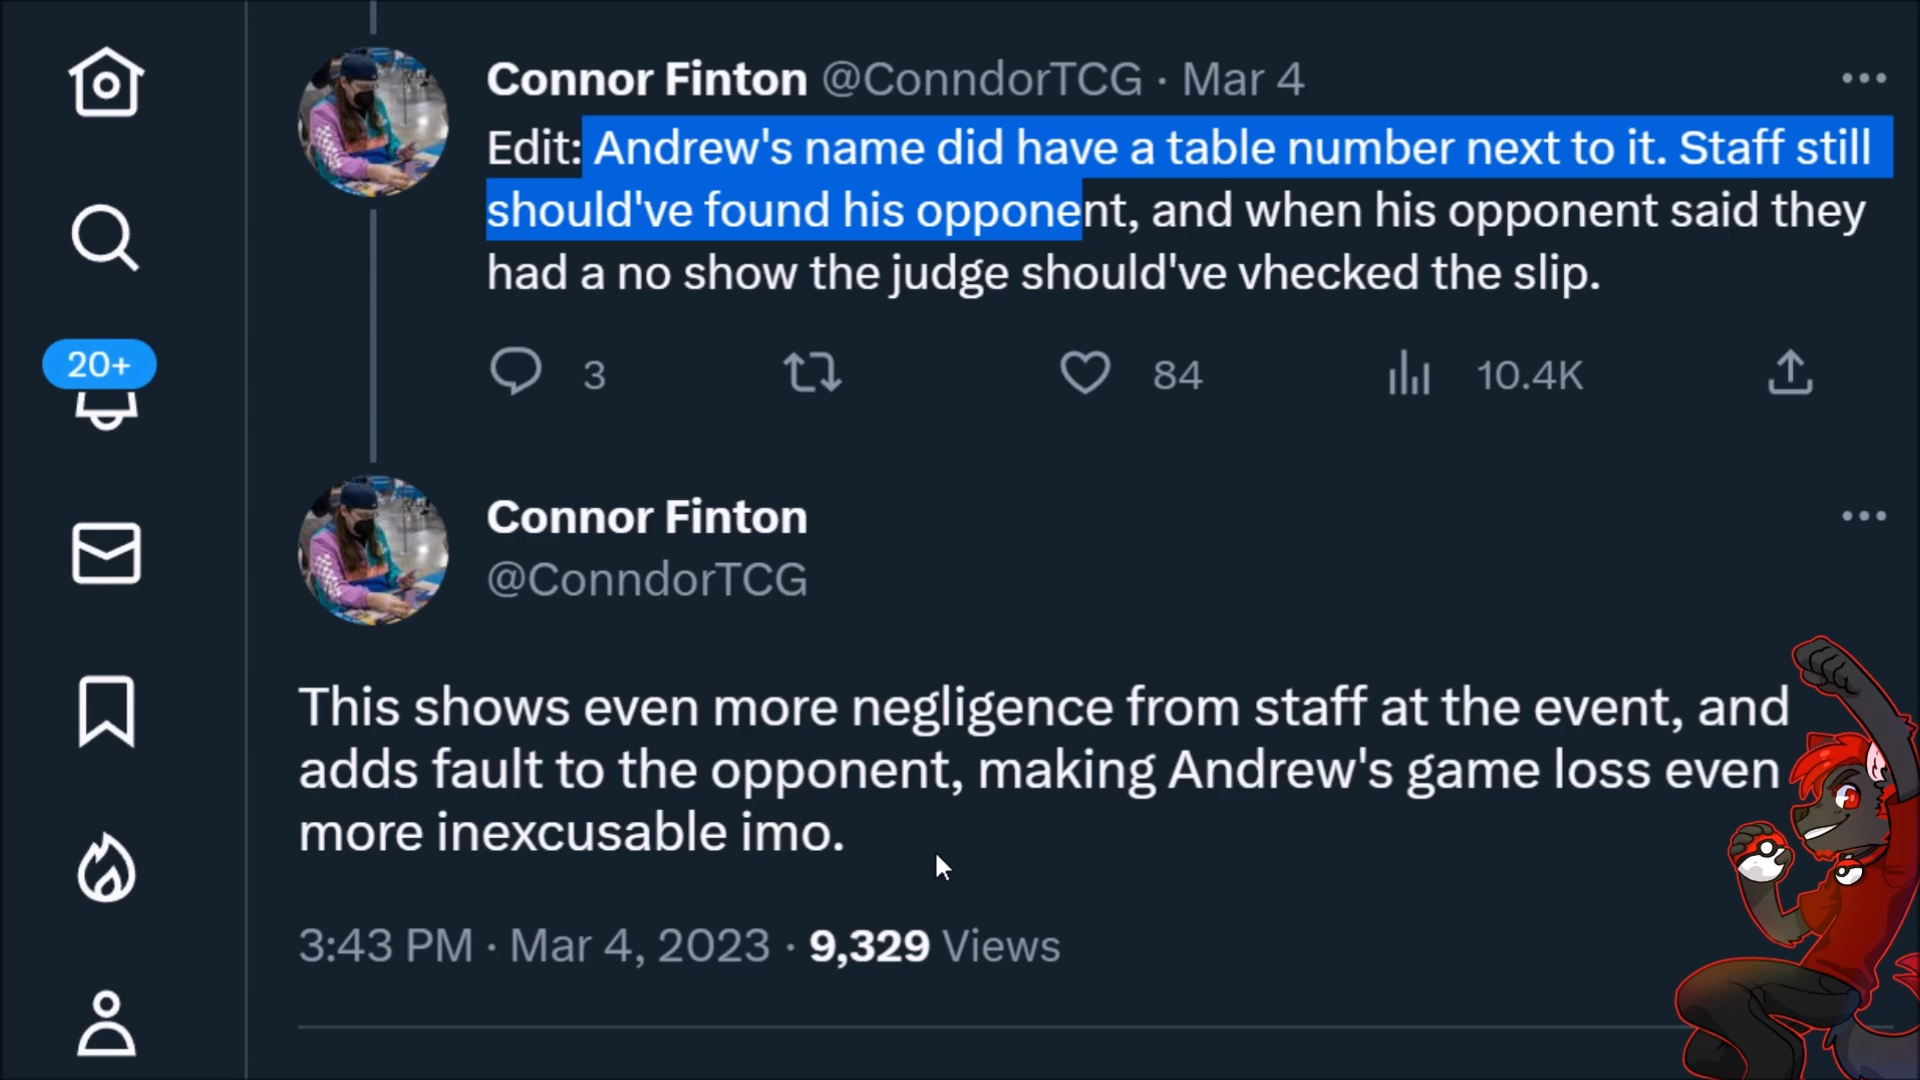 Connor Finton @ConndorTCG · Mar 4
Edit: Andrew's name did have a table number next to it. Staff still
should've found his opponent, and when his opponent said they
had a no show the judge should've vhecked the slip.
3 84 10.4K
20+
Connor Finton
@ConndorTCG
This shows even more negligence from staff at the event, and
adds fault to the opponent, making Andrew's game loss even
more inexcusable imo.
3:43 PM · Mar 4, 2023 · 9,329 Views